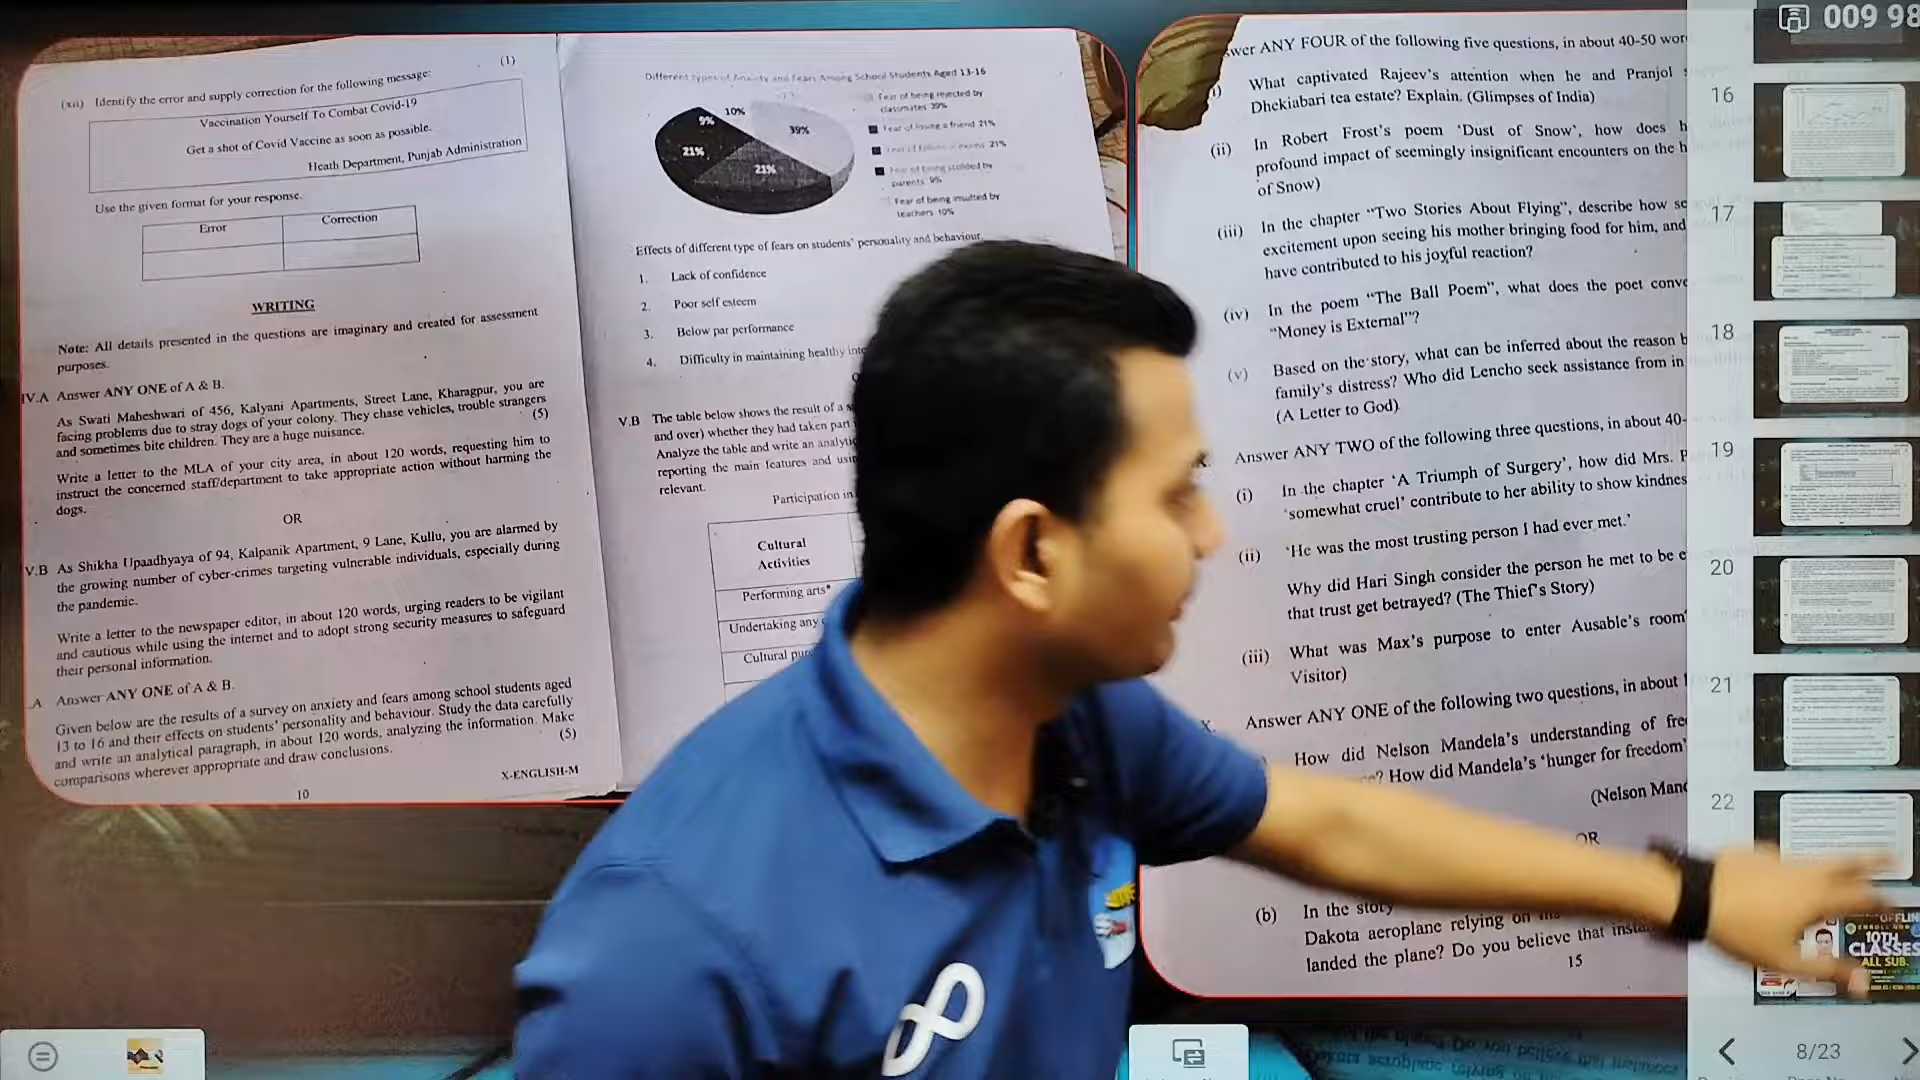 (1)
(xii) Identify the error and supply correction for the following message:
Vaccination Yourself To Combat Covid-19
Get a shot of Covid Vaccine as soon as possible.
Heath Department, Punjab Administration
Use the given format for your response.
Error Correction
WRITING
Note: All details presented in the questions are imaginary and created for assessment
purposes.
IV.A Answer ANY ONE of A & B.
As Swati Maheshwari of 456, Kalyani Apartments, Street Lane, Kharagpur, you are
facing problems due to stray dogs of your colony. They chase vehicles, trouble strangers
and sometimes bite children. They are a huge nuisance. (5)
Write a letter to the MLA of your city area, in about 120 words, requesting him to
instruct the concerned staff/department to take appropriate action without harming the
dogs.
OR
V.B As Shikha Upaadhyaya of 94, Kalpanik Apartment, 9 Lane, Kullu, you are alarmed by
the growing number of cyber-crimes targeting vulnerable individuals, especially during
the pandemic.
Write a letter to the newspaper editor, in about 120 words, urging readers to be vigilant
and cautious while using the internet and to adopt strong security measures to safeguard
their personal information.
.A Answer ANY ONE of A & B.
Given below are the results of a survey on anxiety and fears among school students aged
13 to 16 and their effects on students' personality and behaviour. Study the data carefully
and write an analytical paragraph, in about 120 words, analyzing the information. Make
comparisons wherever appropriate and draw conclusions. (5)
10
X-ENGLISH-M
Different types of Anxiety and Fears Among School Students Aged 13-16
10%
9%
39%
21%
21%
Fear of being rejected by
classmates 39%
Fear of losing a friend 21%
Fear of failure in exams 21%
Fear of being scolded by
parents 9%
Fear of being insulted by
teachers 10%
Effects of different type of fears on students' personality and behaviour
1. Lack of confidence
2. Poor self esteem
3. Below par performance
4. Difficulty in maintaining healthy
V.B The table below shows the result of a
and over) whether they had taken part
Analyze the table and write an
reporting the main features and
relevant.
Participation in
Cultural
Activities
Performing arts*
Undertaking any
Cultural
ANY FOUR of the following five questions, in about 40-50
What captivated Rajeev's attention when he and Pranjol
Dhekiabari tea estate? Explain. (Glimpses of India)
(ii) In Robert Frost's poem 'Dust of Snow', how does
profound impact of seemingly insignificant encounters on the
of Snow)
(iii) In the chapter "Two Stories About Flying", describe how
excitement upon seeing his mother bringing food for him, and
have contributed to his joyful reaction?
(iv) In the poem "The Ball Poem", what does the poet
"Money is External"?
(v) Based on the story, what can be inferred about the reason
family's distress? Who did Lencho seek assistance from in
(A Letter to God)
Answer ANY TWO of the following three questions, in about 40-
(i) In the chapter 'A Triumph of Surgery', how did Mrs. P
'somewhat cruel' contribute to her ability to show
(ii) 'He was the most trusting person I had ever met.'
Why did Hari Singh consider the person he met to be
that trust get betrayed? (The Thief's Story)
(iii) What was Max's purpose to enter Ausable's room
Visitor)
X. Answer ANY ONE of the following two questions, in about
How did Nelson Mandela's understanding of
? How did Mandela's 'hunger for freedom'
(Nelson
OR
(b) In the story
Dakota aeroplane relying on
landed the plane? Do you believe that
15
009 98
16
17
18
19
20
21
22
10TH
CLASSES
ALL SUB.
8/23